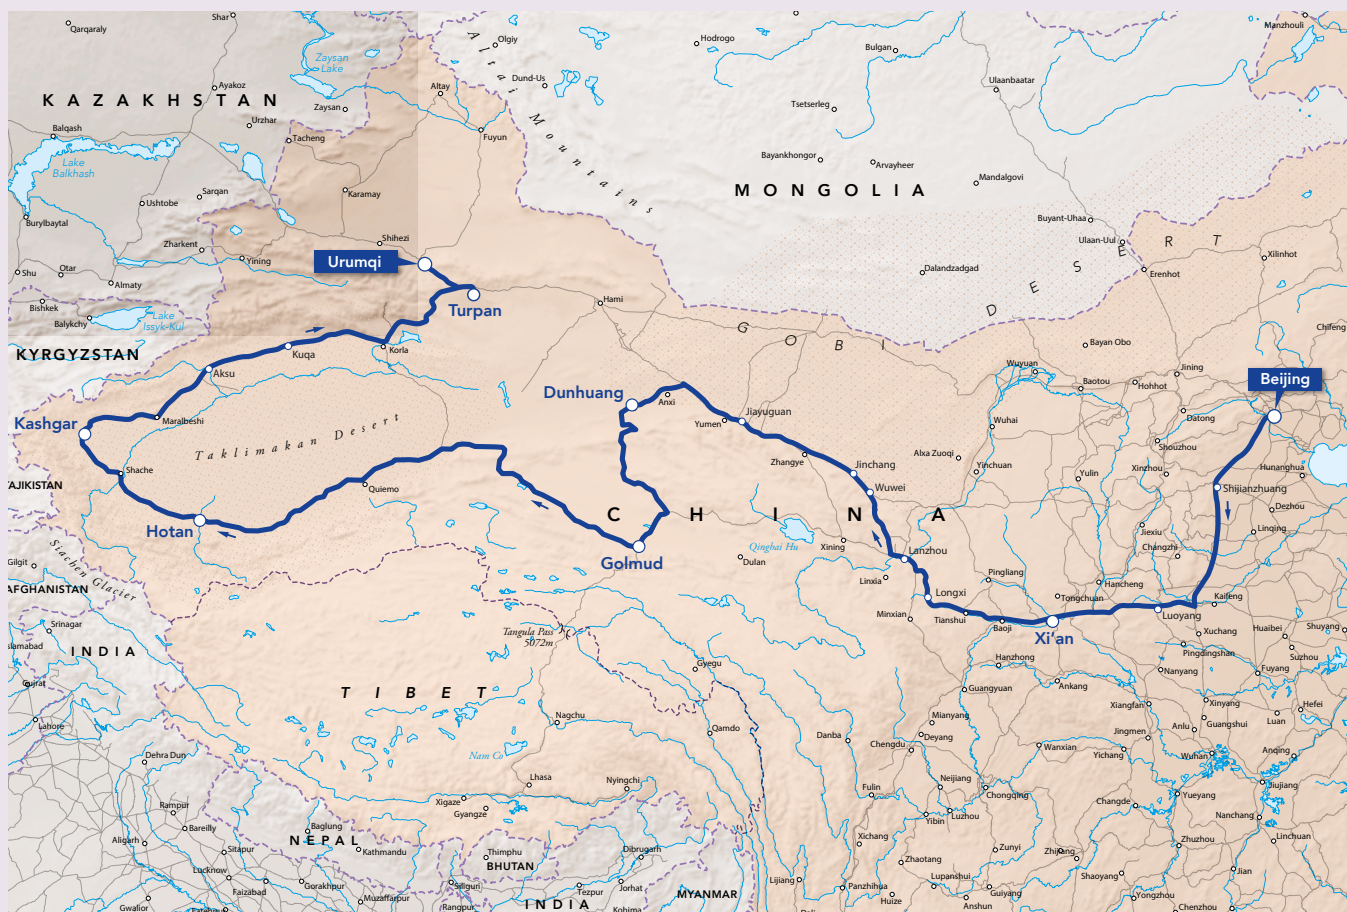 Shar
Qarqaraly
Zaysan
Lake
Ayakoz
KAZAKHSTAN
Zaysan
Urzhar
Balqash
Tacheng
Lake
Balkhash
Sarqan
Ushtobe
Karamay
Burylbaytal
Zharkent
Shihezi
Yining
Shu
Otar
Almaty
Bishkek
Balykchy
Lake
Issyk-Kul
KYRGYZSTAN
Altay
Fuyun
Olgiy
Dund-Us
Altai Mountains
Hodrogo
Bulgan
Ulaanbaatar
Tsetserleg
Bayankhongor
Arvayheer
Mandalgovi
MONGOLIA
Buyant-Uhaa
Ulaan-Uul
Dalandzadgad
Erenhot
Xilinhot
Manzhouli
Chifeng
GOBI DESERT
Urumqi
Turpan
Hami
Korla
Kuqa
Aksu
Maralbeshi
Kashgar
Taklimakan Desert
Shache
Hotan
Quiemo
TAJIKISTAN
Dunhuang
Anxi
Yumen
Jiayuguan
Zhangye
Jinchang
Wuwei
Alxa Zuoqi
Yinchuan
Wuhai
Wuyuan
Bayan Obo
Baotou
Hohhot
Jining
Datong
Beijing
Shouzhou
Xinzhou
Yulin
Hunanghua
Shijianzhuang
Dezhou
Linqing
Jiexiu
Changzhi
CHINA
Golmud
Qinghai Hu
Dulan
Xining
Lanzhou
Linxia
Longxi
Pingliang
Tongchuan
Hancheng
Kaifeng
Luoyang
Minxian
Tianshui
Baoji
Xi'an
Xuchang
Huaibei
Shuyang
Suzhou
Pingdingshan
Hanzhong
Nanyang
Fuyang
Guangyuan
Ankang
Xiangfan
Xinyang
Hefei
Guangshui
Luan
Anlu
Jingmen
Siachen Glacier
Gilgit
AFGHANISTAN
Srinagar
INDIA
Gujrat
Lahore
Tangula Pass
5072m
Gyegu
TIBET
Nagchu
Qamdo
Nam Co
Mianyang
Danba
Deyang
Chengdu
Wanxian
Yichang
Wuhan
Anqing
Dehra Dun
Lhasa
Nyingchi
Xigaze
Gyangze
Neijiang
Fulin
Chongqing
Yueyang
Jiujiang
Changde
Rampur
Bareilly
Baglung
Aligarh
NEPAL
Sitapur
Kathmandu
Thimphu
BHUTAN
Dibrugarh
Yibin
Luzhou
Nanchang
Xichang
Zhuzhou
Linchuan
Zunyi
Zhijiang
Zhaotang
Lucknow
Faizabad
Gorakhpur
Siliguri
Tezpur
Jorhat
MYANMAR
Lijiang
Panzhihua
Lupanshui
Guiyang
Shaoyang
Jian
Gwalior
Muzaffarpur
Rangpur
INDIA
Kohima
Huize
Anshun
Yongzhou
Chenzhou